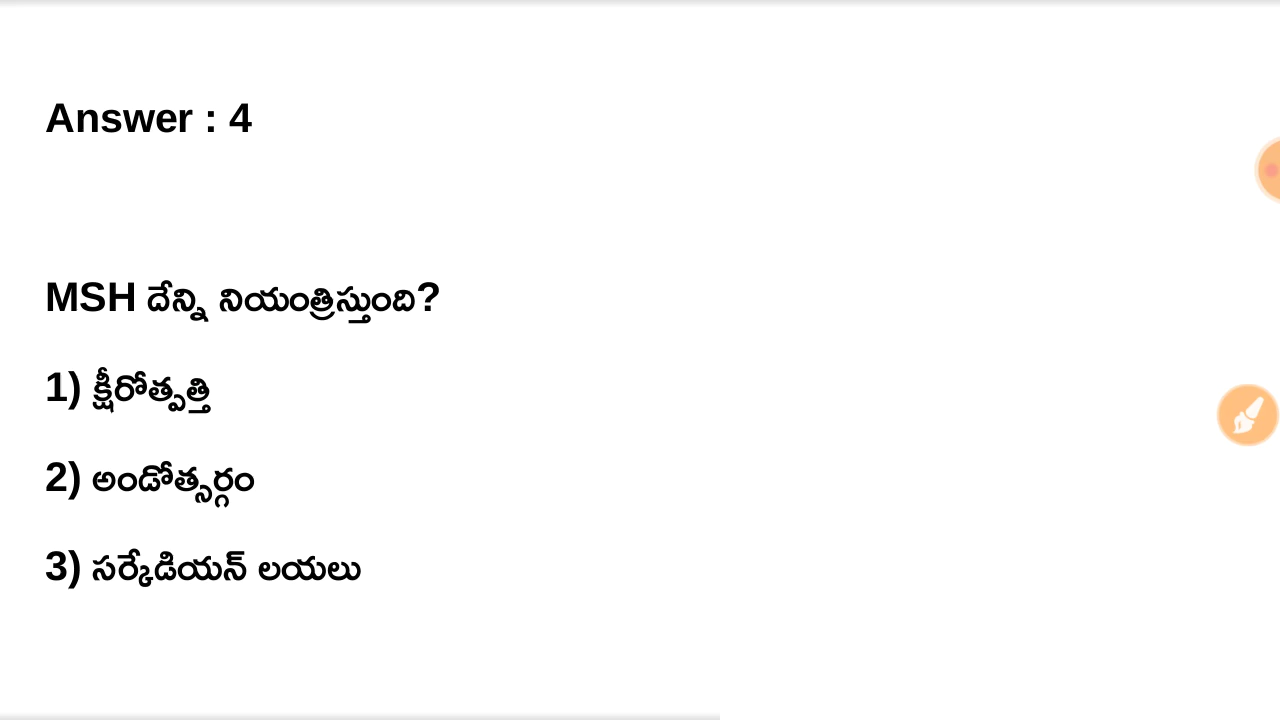 Answer : 4
MSH దేన్ని నియంత్రిస్తుంది?
1) క్షీరోత్పత్తి
2) అండోత్సర్గం
3) సర్కేడియన్ లయలు